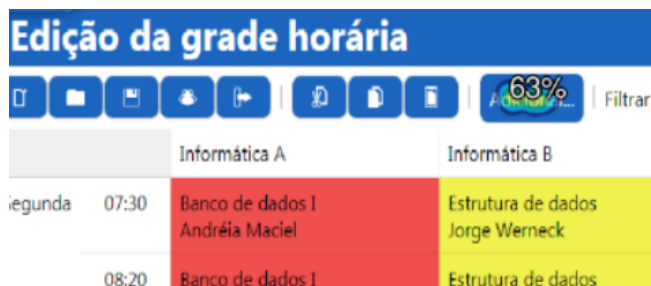 Edição da grade horária
63%
Filtrar
Informática A
Informática B
07:30
Banco de dados I
Estrutura de dados
Andréia Maciel
Jorge Werneck
08:20
Banco de dados I
Estrutura de dados